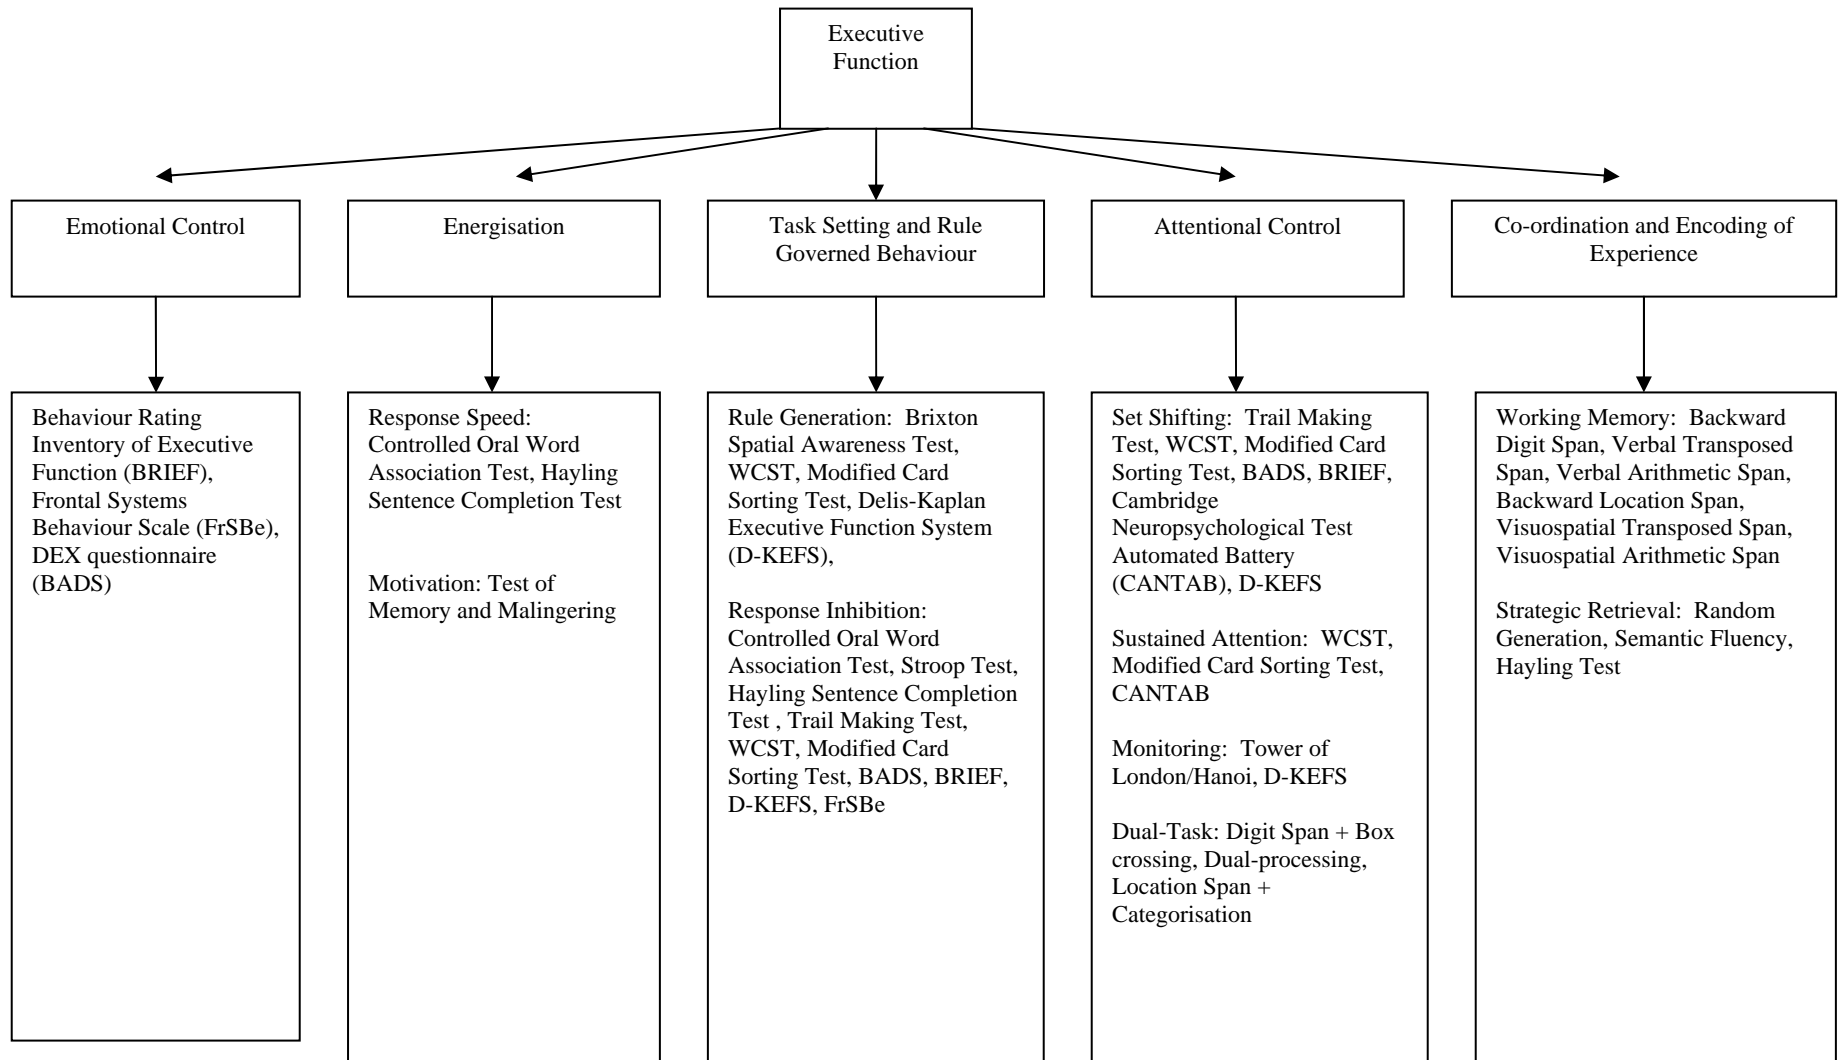 Executive
Function
Emotional Control
Energisation
Task Setting and Rule
Governed Behaviour
Attentional Control
Co-ordination and Encoding of
Experience
Behaviour Rating
Inventory of Executive
Function (BRIEF),
Frontal Systems
Behaviour Scale (FrSBe),
DEX questionnaire
(BADS)
Response Speed:
Controlled Oral Word
Association Test, Hayling
Sentence Completion Test
Motivation: Test of
Memory and Malingering
Rule Generation:  Brixton
Spatial Awareness Test,
WCST, Modified Card
Sorting Test, Delis-Kaplan
Executive Function System
(D-KEFS),
Response Inhibition:
Controlled Oral Word
Association Test, Stroop Test,
Hayling Sentence Completion
Test , Trail Making Test,
WCST, Modified Card
Sorting Test, BADS, BRIEF,
D-KEFS, FrSBe
Set Shifting:  Trail Making
Test, WCST, Modified Card
Sorting Test, BADS, BRIEF,
Cambridge
Neuropsychological Test
Automated Battery
(CANTAB), D-KEFS
Sustained Attention:  WCST,
Modified Card Sorting Test,
CANTAB
Monitoring:  Tower of
London/Hanoi, D-KEFS
Dual-Task: Digit Span + Box
crossing, Dual-processing,
Location Span +
Categorisation
Working Memory:  Backward
Digit Span, Verbal Transposed
Span, Verbal Arithmetic Span,
Backward Location Span,
Visuospatial Transposed Span,
Visuospatial Arithmetic Span
Strategic Retrieval:  Random
Generation, Semantic Fluency,
Hayling Test